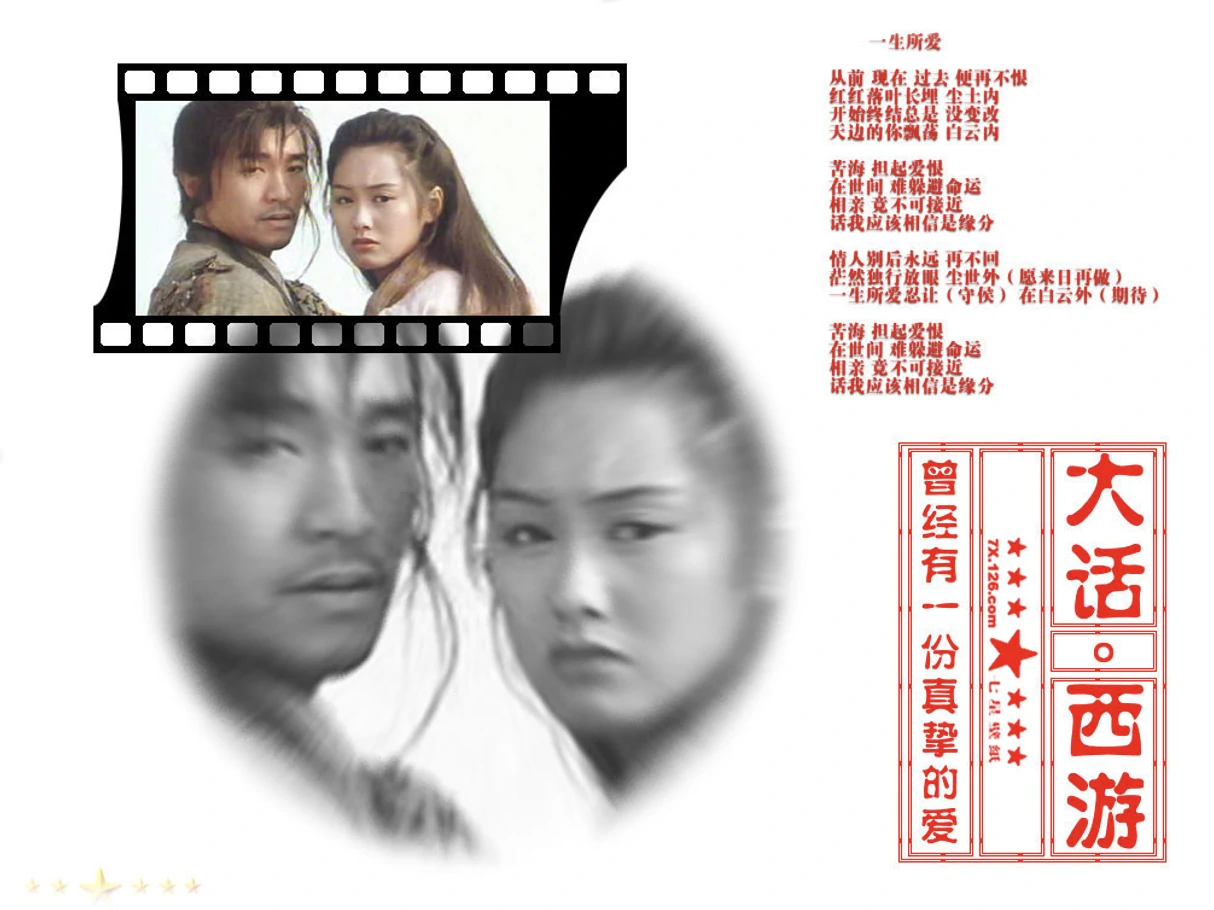 一生所爱
从前 现在 过去 便再不恨
红红落叶长埋 尘土内
开始终结总是 没变改
天边的你飘荡 白云内
苦海 担起爱恨
在世间 难躲避命运
相亲 竟不可接近
话我应该相信是缘分
情人别后永远 再不回
茫然独行放眼 尘世外（愿来日再做）
一生所爱忍让（守侯） 在白云外（期待）
苦海 担起爱恨
在世间 难躲避命运
相亲 竟不可接近
话我应该相信是缘分
大话。西游
7X.126.com
七星壁纸
曾经有一份真挚的爱